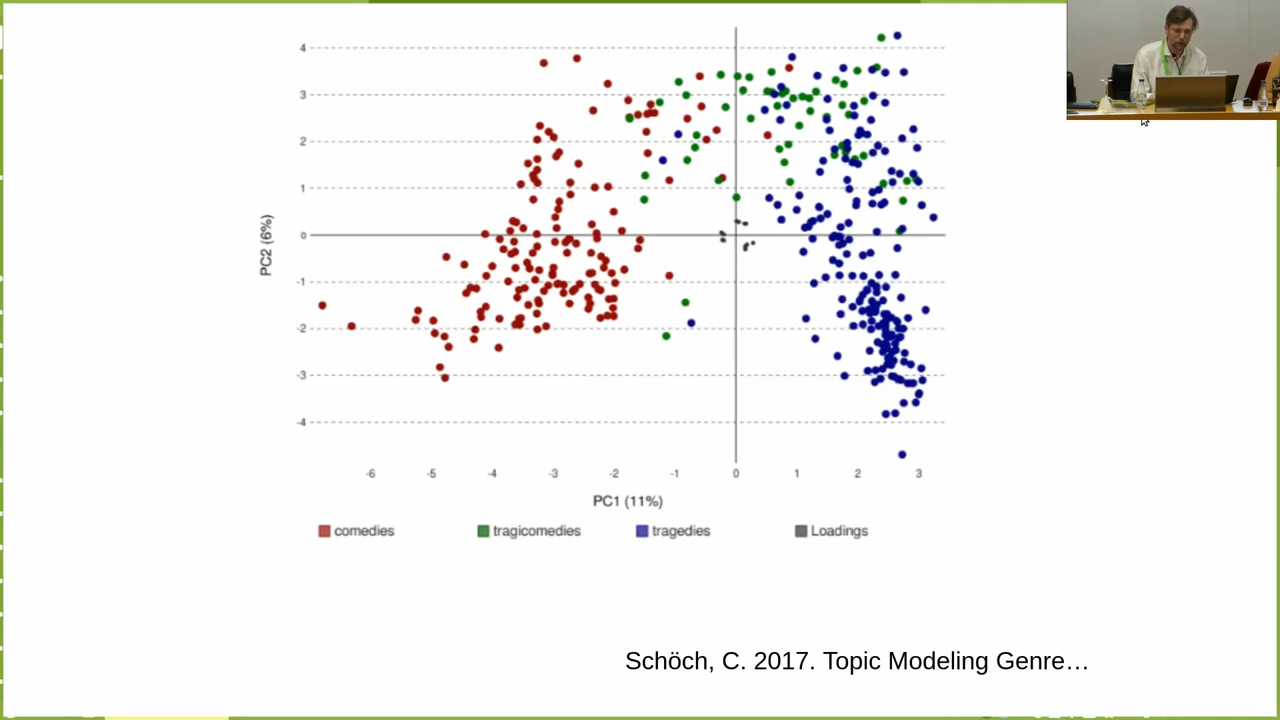 4
3
2
1
0
-1
-2
-3
-4
PC2 (6%)
-6 -5 -4 -3 -2 -1 0 1 2 3
PC1 (11%)
comedies tragicomedies tragedies Loadings
Schöch, C. 2017. Topic Modeling Genre…